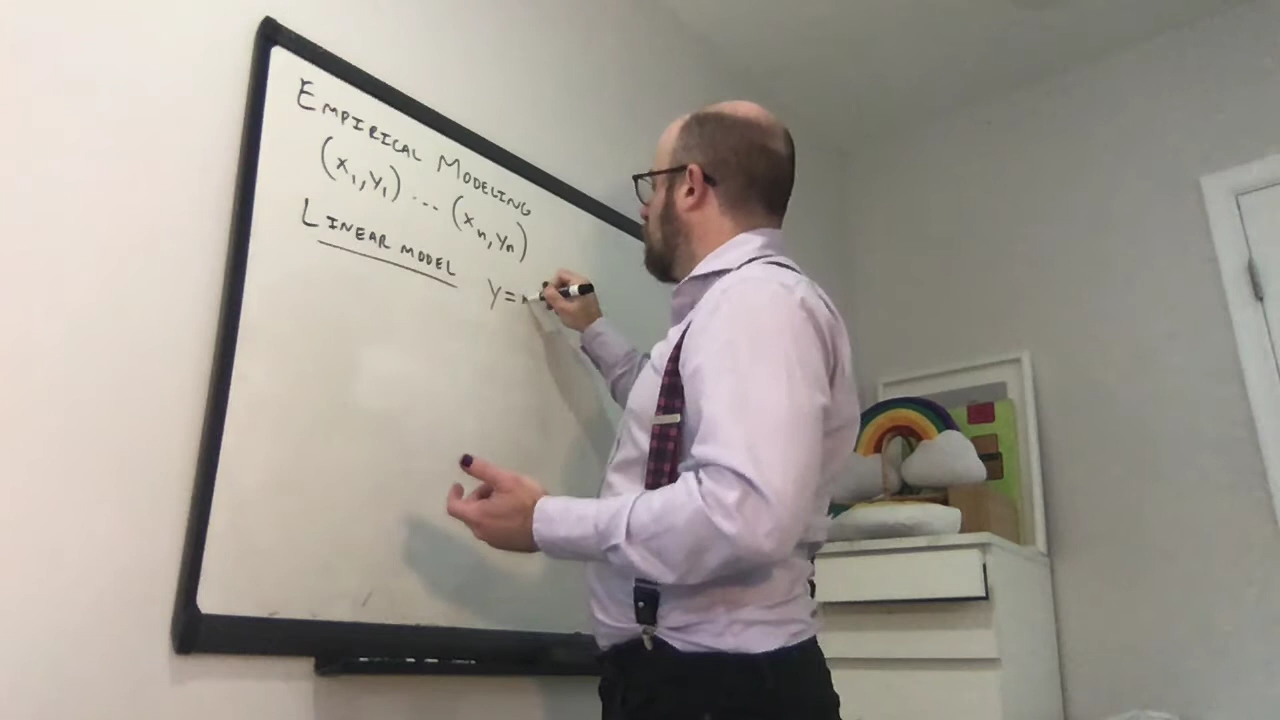 EMPIRICAL MODELING
(x₁,y₁) ... (xₙ,yₙ)
LINEAR MODEL
y=